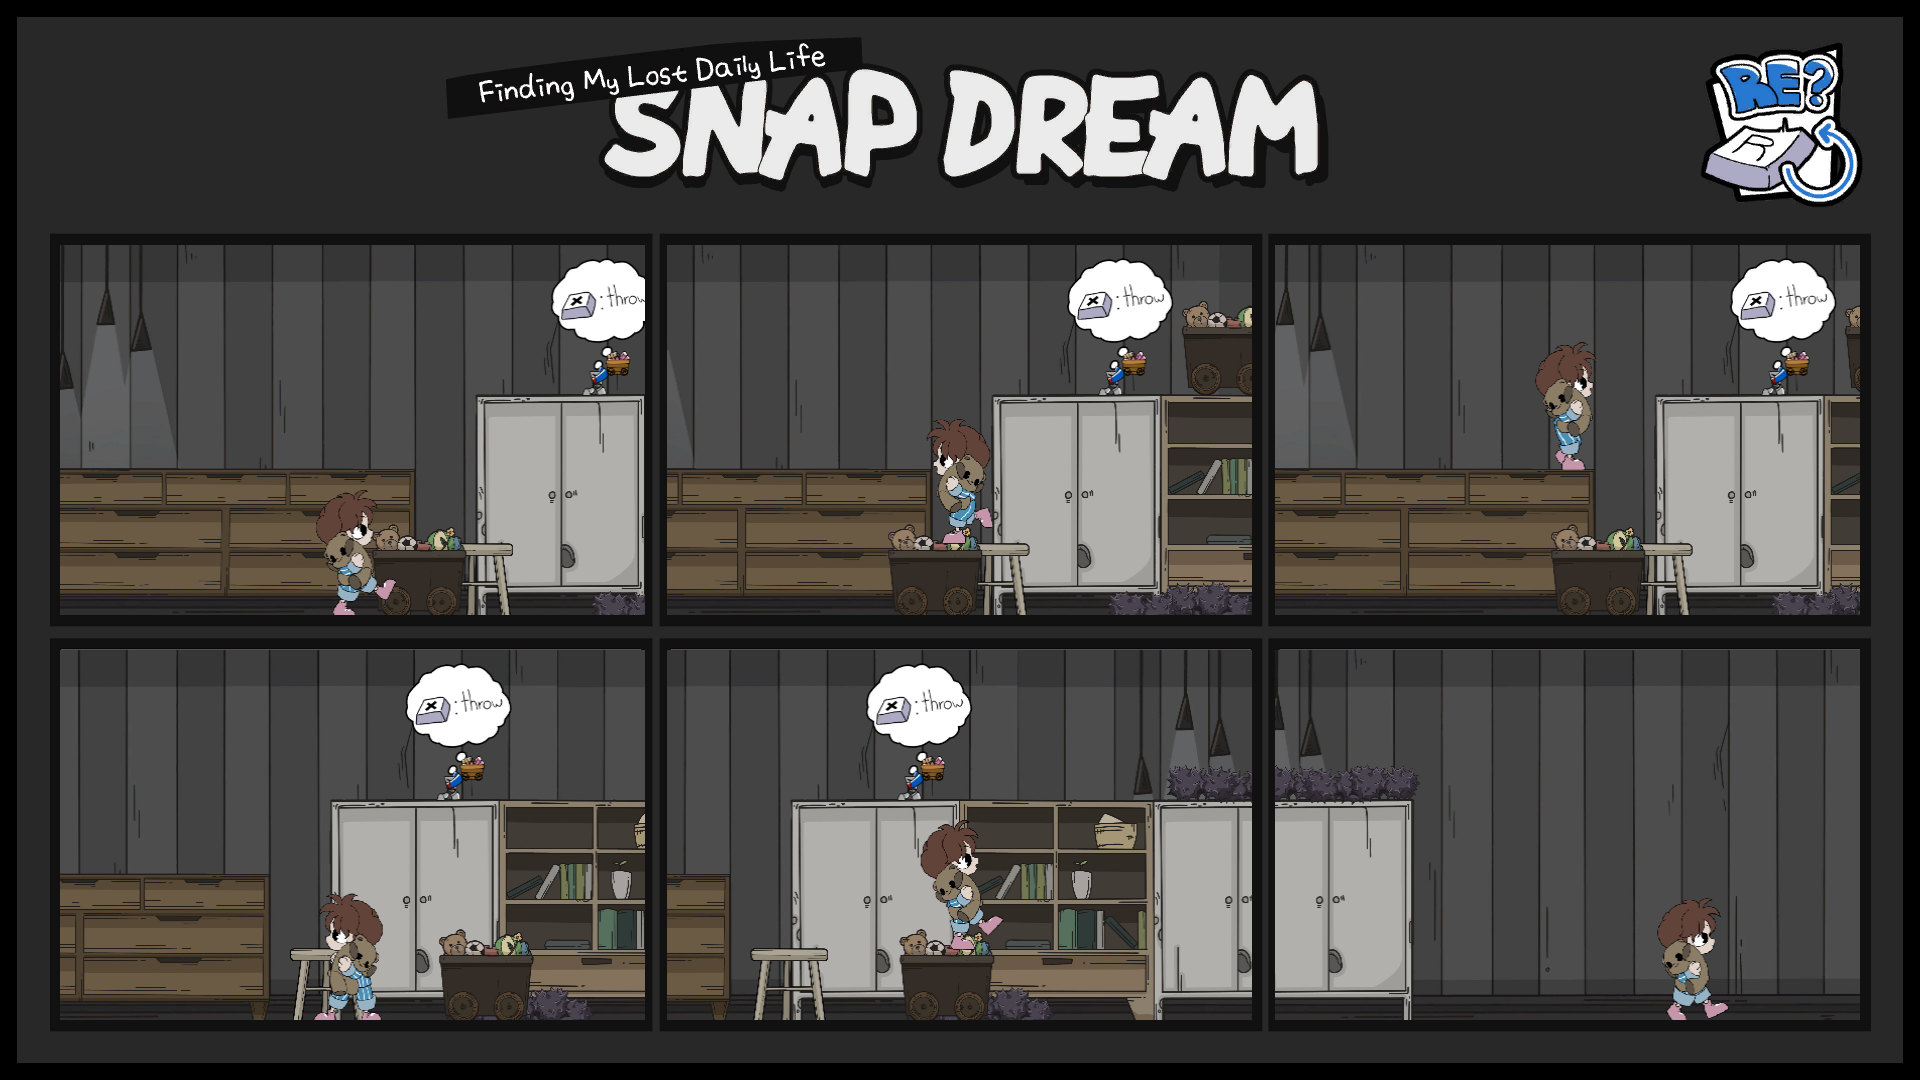 Finding My Lost Daily Life
SNAP DREAM
RE?
R
X :throw
X :throw
X :throw
X :throw
X :throw